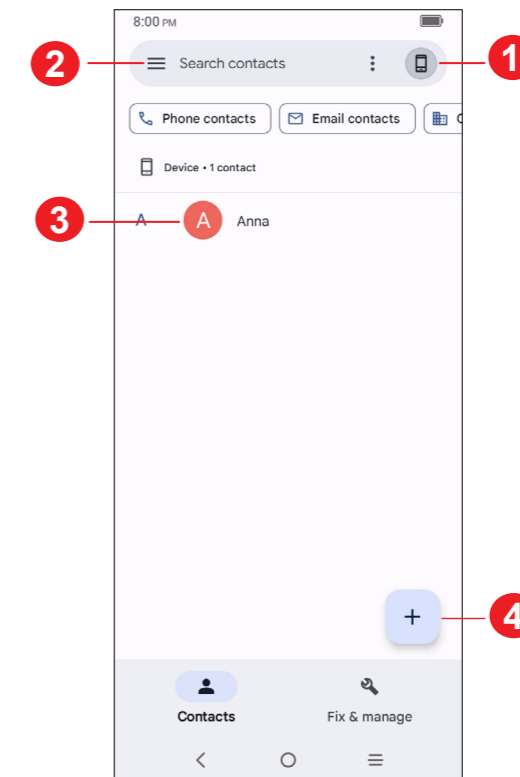 8:00 PM
1
2
Search contacts
Phone contacts
Email contacts
Device • 1 contact
3
A
A
Anna
4
Contacts
Fix & manage